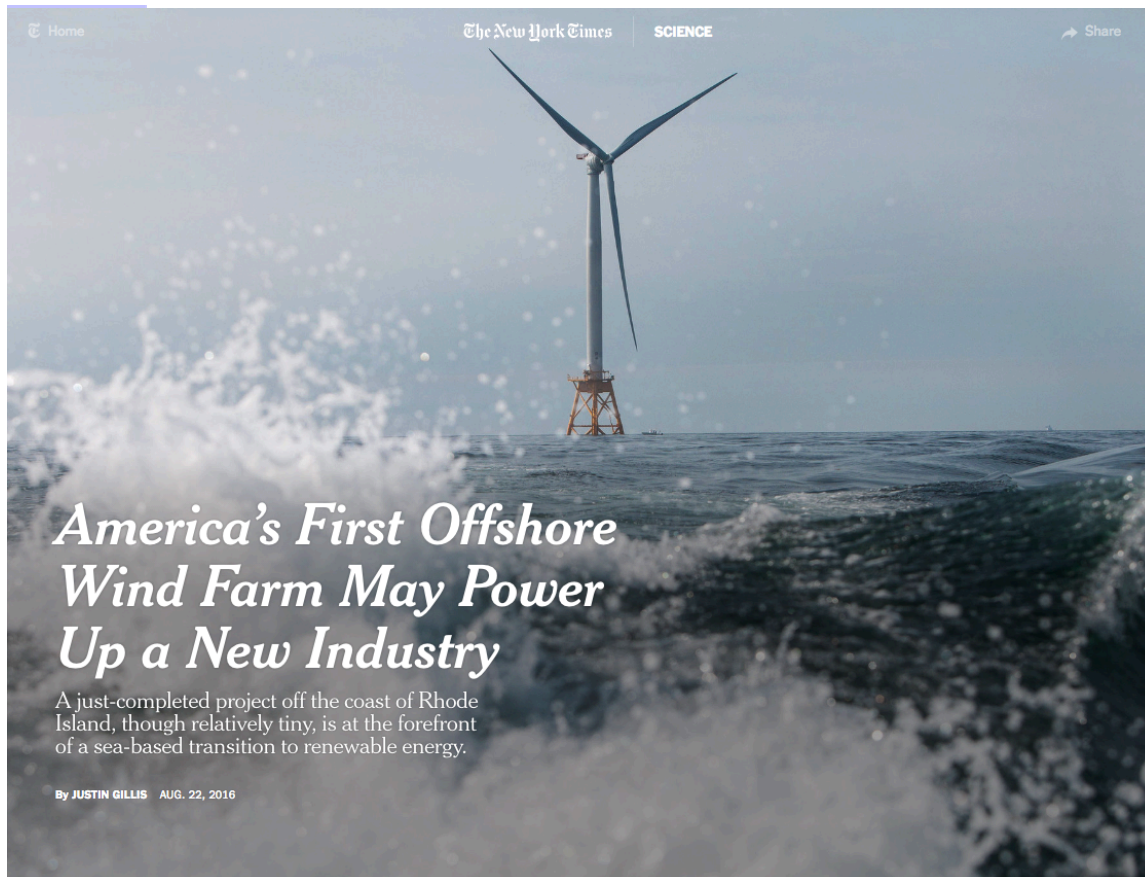 Home
The New York Times
SCIENCE
Share
America's First Offshore
Wind Farm May Power
Up a New Industry
A just-completed project off the coast of Rhode
Island, though relatively tiny, is at the forefront
of a sea-based transition to renewable energy.
By JUSTIN GILLIS AUG. 22, 2016